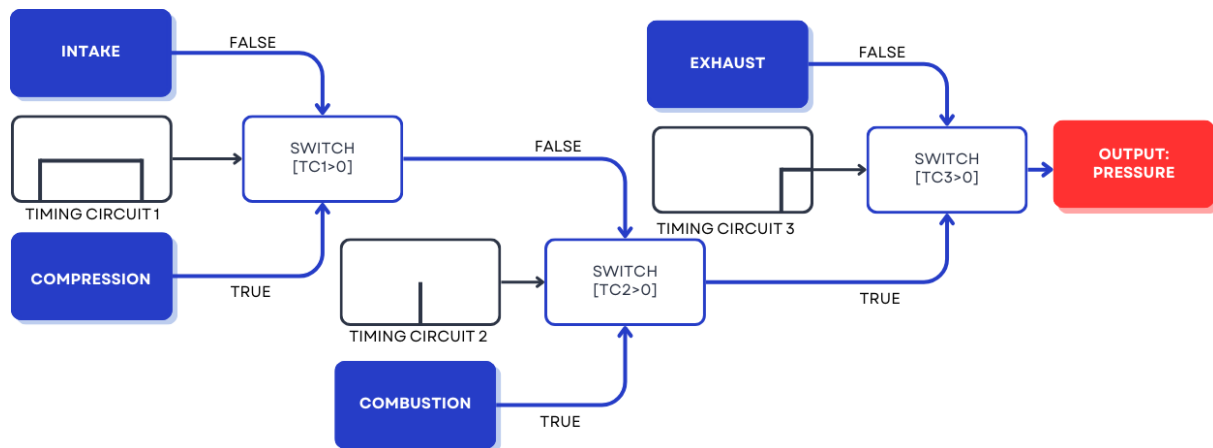 INTAKE
FALSE
EXHAUST
FALSE
SWITCH
[TC1>0]
FALSE
SWITCH
[TC3>0]
OUTPUT:
PRESSURE
TIMING CIRCUIT 1
TIMING CIRCUIT 3
COMPRESSION
TRUE
SWITCH
[TC2>0]
TRUE
TIMING CIRCUIT 2
COMBUSTION
TRUE